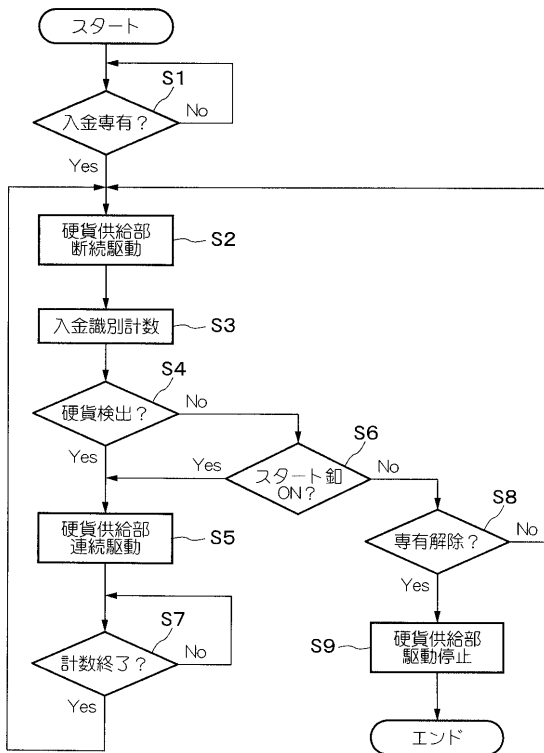 スタート
S1
入金専有？
No
Yes
硬貨供給部
断続駆動
S2
入金識別計数
S3
S4
硬貨検出？
No
Yes
S6
Yes
スタート釦
ON？
No
硬貨供給部
連続駆動
S5
S8
専有解除？
No
Yes
S7
計数終了？
No
Yes
S9
硬貨供給部
駆動停止
エンド